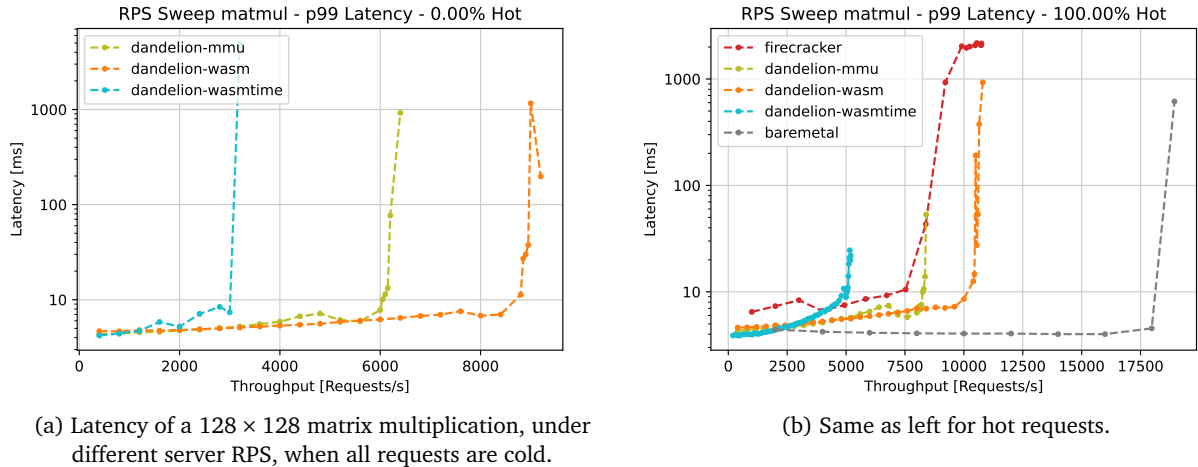 RPS Sweep matmul - p99 Latency - 0.00% Hot
dandelion-mmu
dandelion-wasm
dandelion-wasmtime
Latency [ms]
1000
100
10
0
2000
4000
6000
8000
Throughput [Requests/s]
(a) Latency of a 128 × 128 matrix multiplication, under
different server RPS, when all requests are cold.
RPS Sweep matmul - p99 Latency - 100.00% Hot
firecracker
dandelion-mmu
dandelion-wasm
dandelion-wasmtime
baremetal
Latency [ms]
1000
100
10
0
2500
5000
7500
10000
12500
15000
17500
Throughput [Requests/s]
(b) Same as left for hot requests.